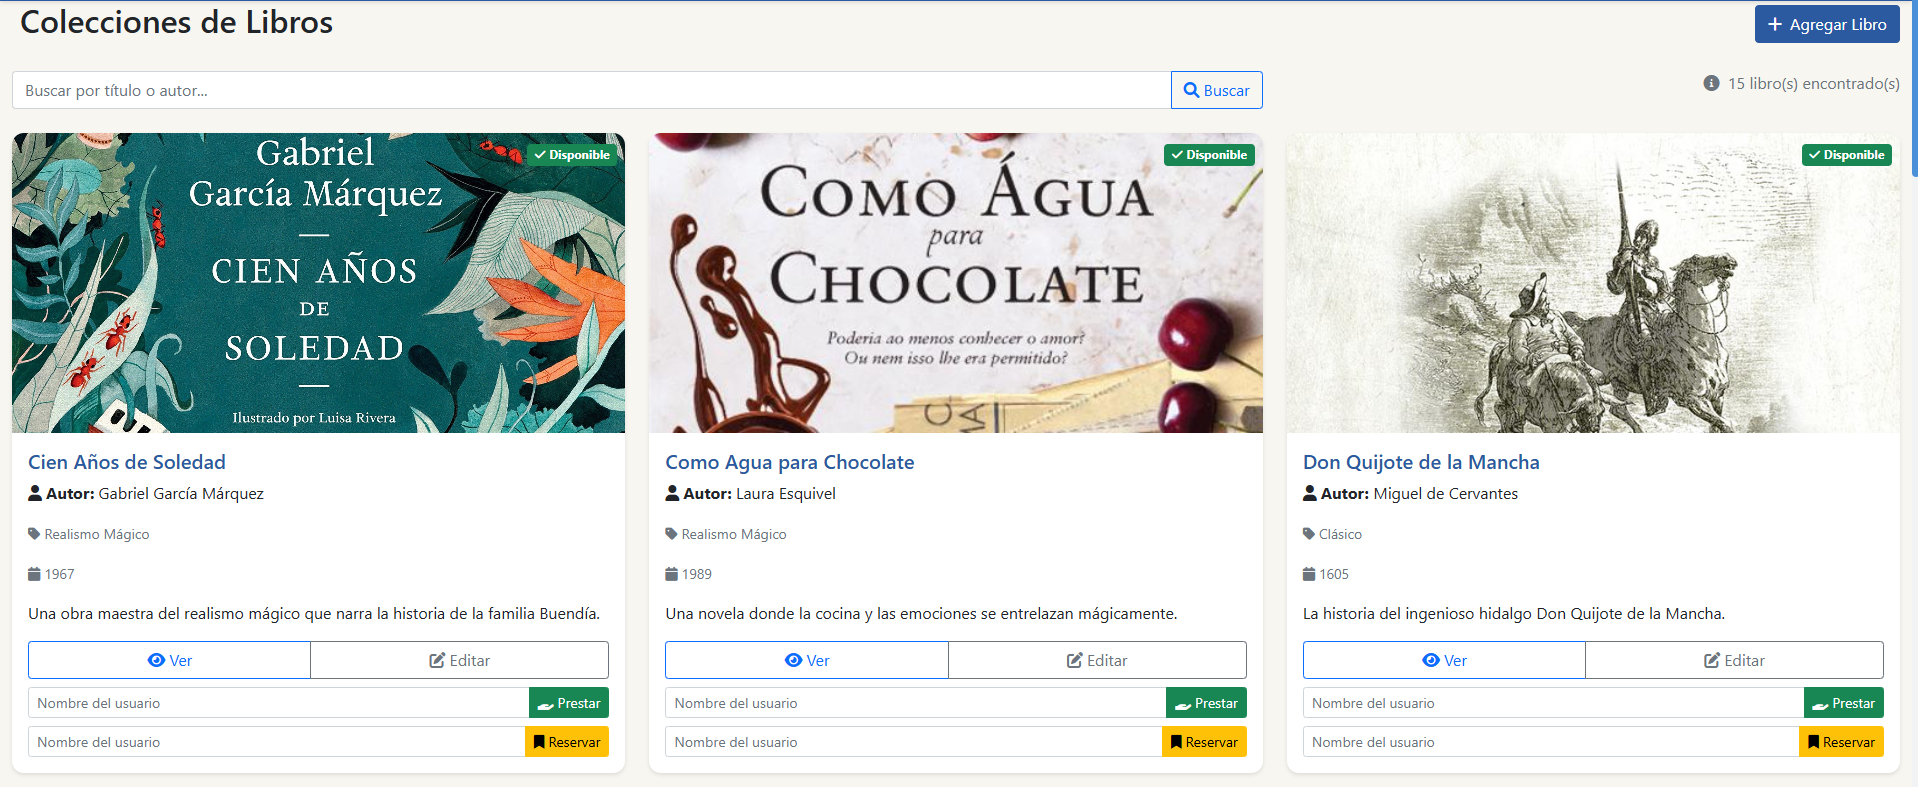 Colecciones de Libros
Agregar Libro
Buscar por título o autor...
Buscar
15 libro(s) encontrado(s)
Disponible
Gabriel
García Márquez
CIEN AÑOS
DE
SOLEDAD
Ilustrado por Luisa Rivera
Cien Años de Soledad
Autor: Gabriel García Márquez
Realismo Mágico
1967
Una obra maestra del realismo mágico que narra la historia de la familia Buendía.
Ver
Editar
Nombre del usuario
Prestar
Nombre del usuario
Reservar
Disponible
COMO ÁGUA
para
CHOCOLATE
Poderia ao menos conhecer o amor?
Ou nem isso lhe era permitido?
Como Agua para Chocolate
Autor: Laura Esquivel
Realismo Mágico
1989
Una novela donde la cocina y las emociones se entrelazan mágicamente.
Ver
Editar
Nombre del usuario
Prestar
Nombre del usuario
Reservar
Disponible
Don Quijote de la Mancha
Autor: Miguel de Cervantes
Clásico
1605
La historia del ingenioso hidalgo Don Quijote de la Mancha.
Ver
Editar
Nombre del usuario
Prestar
Nombre del usuario
Reservar